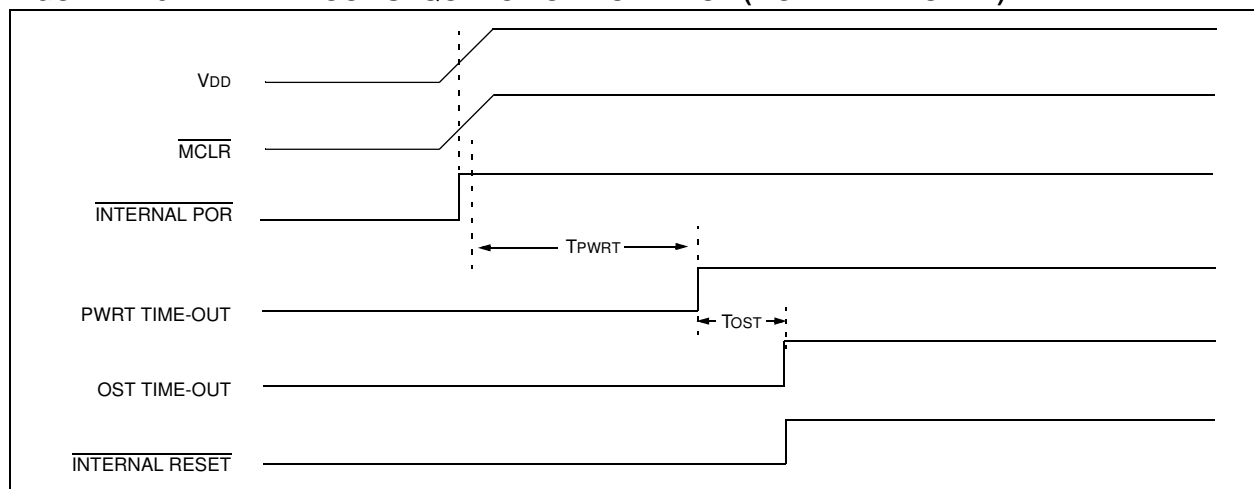 VDD
MCLR
INTERNAL POR
TPWRT
PWRT TIME-OUT
TOST
OST TIME-OUT
INTERNAL RESET